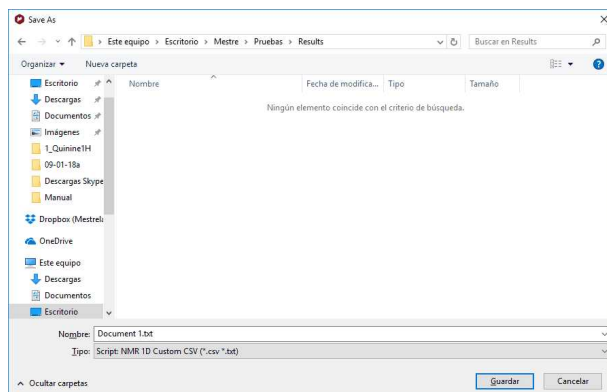 Save As
Este equipo > Escritorio > Mestre > Pruebas > Results
Buscar en Results
Organizar Nueva carpeta
Nombre Fecha de modifica... Tipo Tamaño
Ningún elemento coincide con el criterio de búsqueda.
Escritorio
Descargas
Documentos
Imágenes
1_Quinine1H
09-01-18a
Descargas Skype
Manual
Dropbox (Mestrela
OneDrive
Este equipo
Descargas
Documentos
Escritorio
Nombre: Document 1.txt
Tipo: Script: NMR 1D Custom CSV (*.csv *.txt)
Ocultar carpetas
Guardar Cancelar